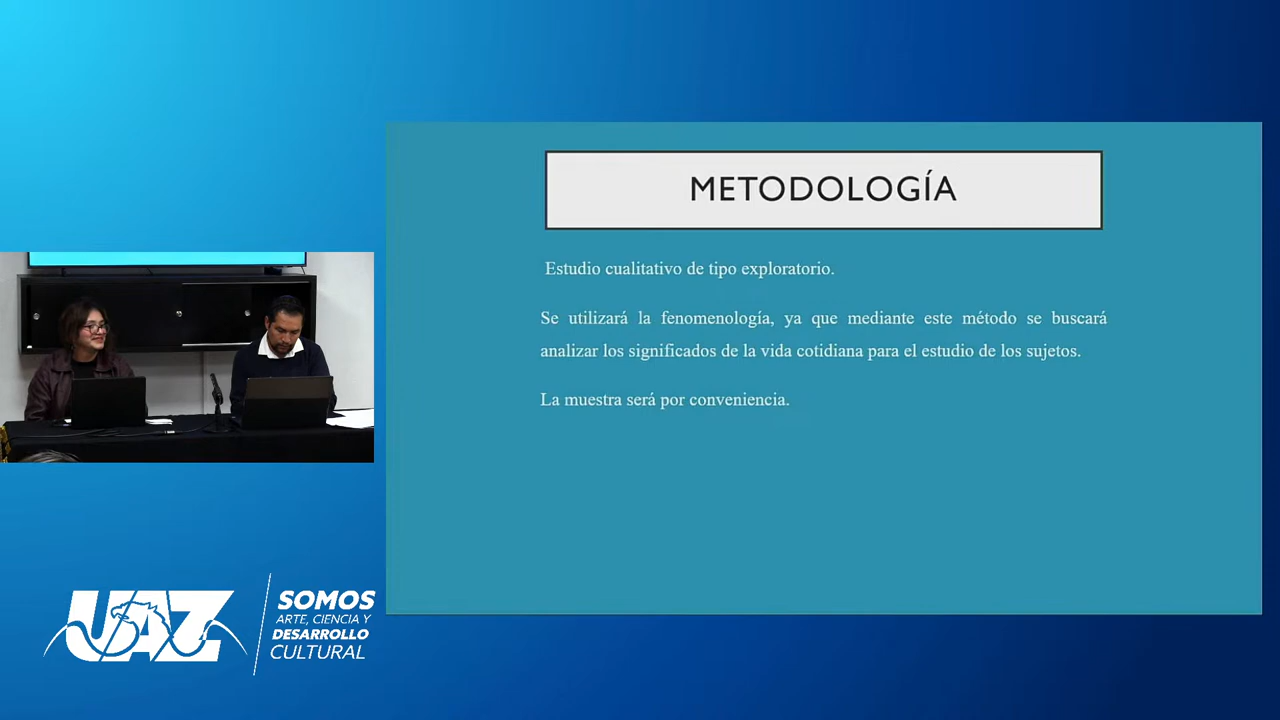 METODOLOGÍA
Estudio cualitativo de tipo exploratorio.
Se utilizará la fenomenología, ya que mediante este método se buscará
analizar los significados de la vida cotidiana para el estudio de los sujetos.
La muestra será por conveniencia.
UAZ
SOMOS
ARTE, CIENCIA Y
DESARROLLO
CULTURAL